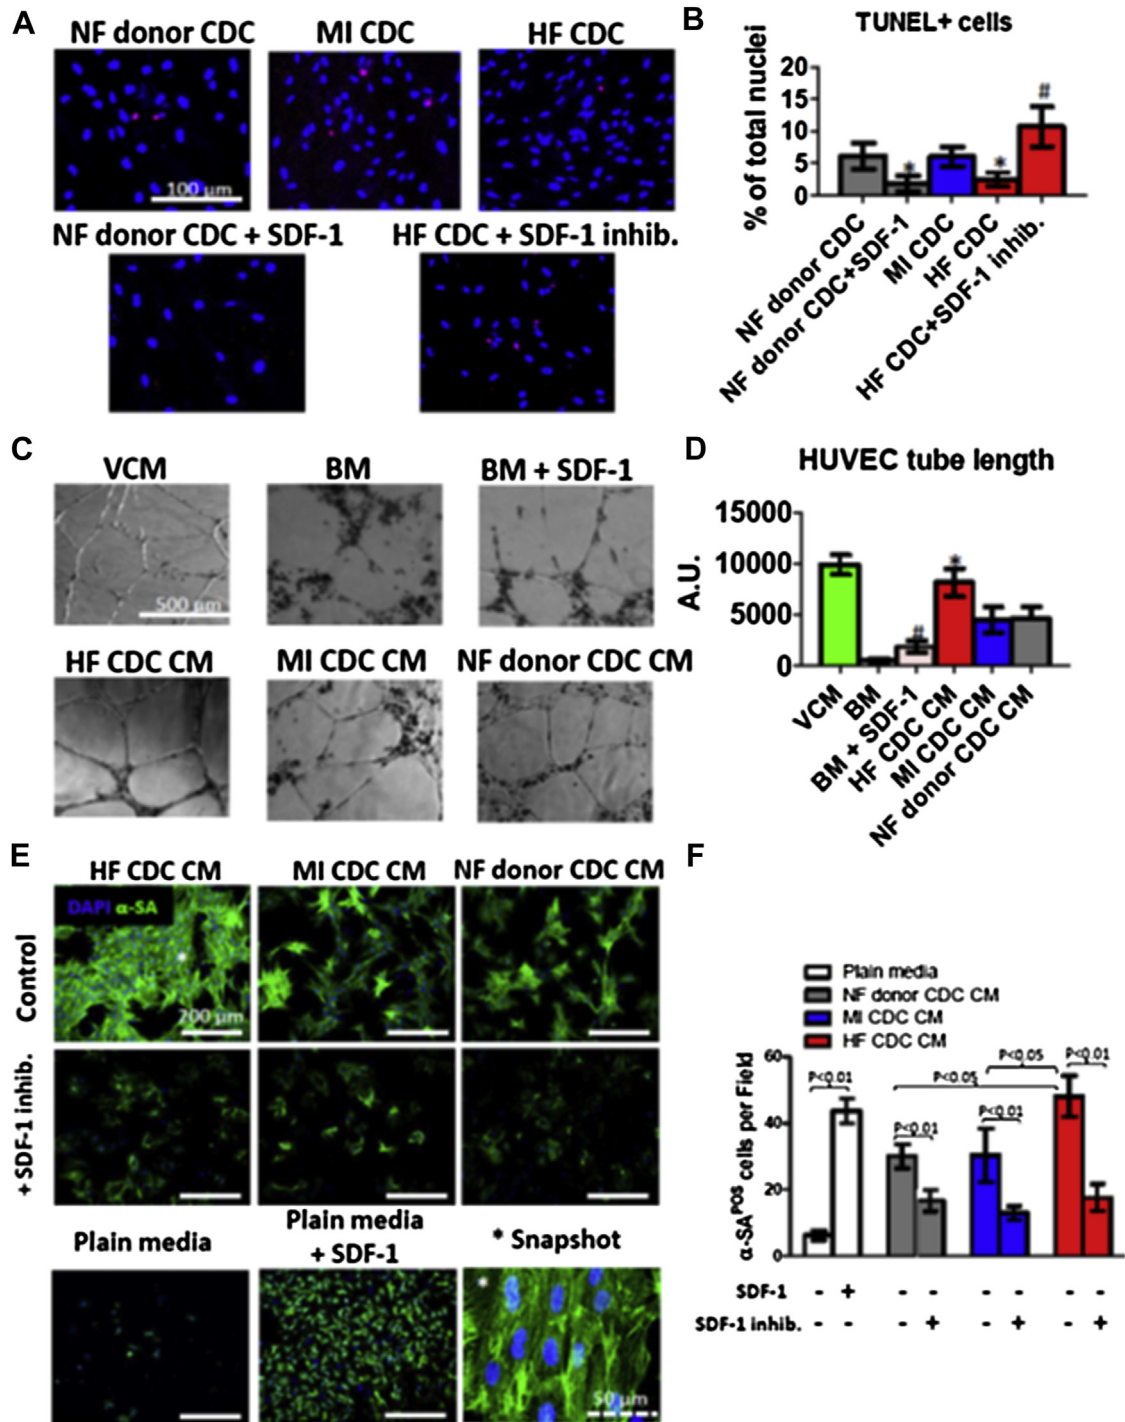 A
NF donor CDC
MI CDC
HF CDC
100 µm
NF donor CDC + SDF-1
HF CDC + SDF-1 inhib.
B
TUNEL+ cells
% of total nuclei
20
15
10
5
0
*
*
#
NF donor CDC
NF donor CDC+SDF-1
MI CDC
HF CDC
HF CDC+SDF-1 inhib.
C
VCM
BM
BM + SDF-1
500 µm
HF CDC CM
MI CDC CM
NF donor CDC CM
D
HUVEC tube length
A.U.
15000
10000
5000
0
#
*
VCM
BM
BM + SDF-1
HF CDC CM
MI CDC CM
NF donor CDC CM
E
HF CDC CM
MI CDC CM
NF donor CDC CM
Control
DAPI α-SA
*
200 µm
+ SDF-1 inhib.
Plain media
Plain media + SDF-1
* Snapshot
*
50 µm
F
Plain media
NF donor CDC CM
MI CDC CM
HF CDC CM
α-SAPOS cells per Field
60
40
20
0
P<0.01
P<0.05
P<0.05
P<0.01
P<0.01
P<0.01
SDF-1 - + - - - -
SDF-1 inhib. - - - + - + - +